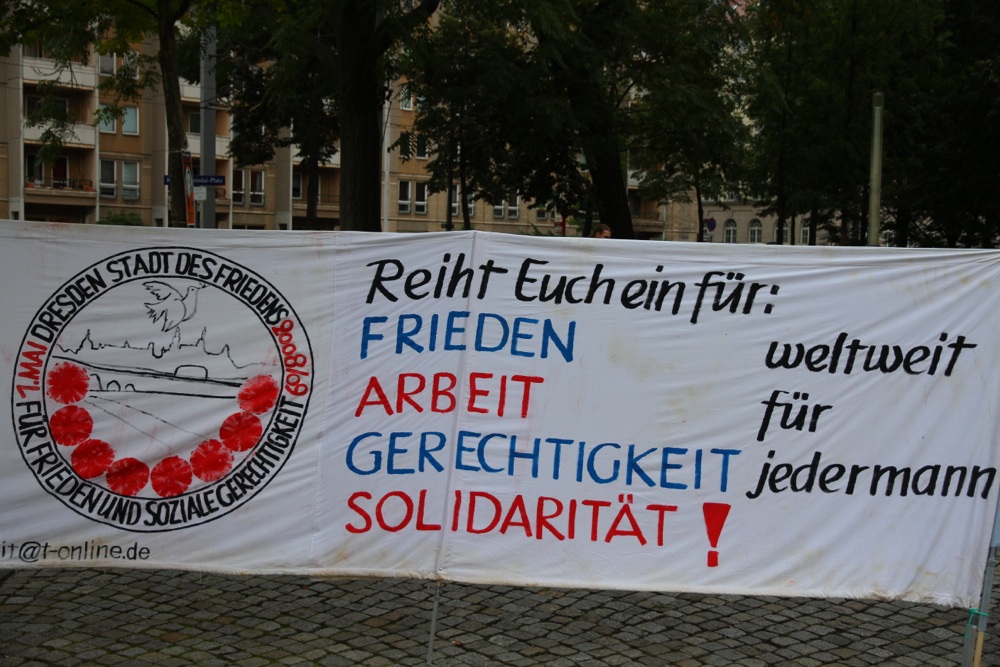 1. MAI DRESDEN STADT DES FRIEDENS 2008/09
FÜR FRIEDEN UND SOZIALE GERECHTIGKEIT
it@t-online.de
Reiht Euch ein für:
FRIEDEN
ARBEIT
GERECHTIGKEIT
SOLIDARITÄT !
weltweit
für
jedermann